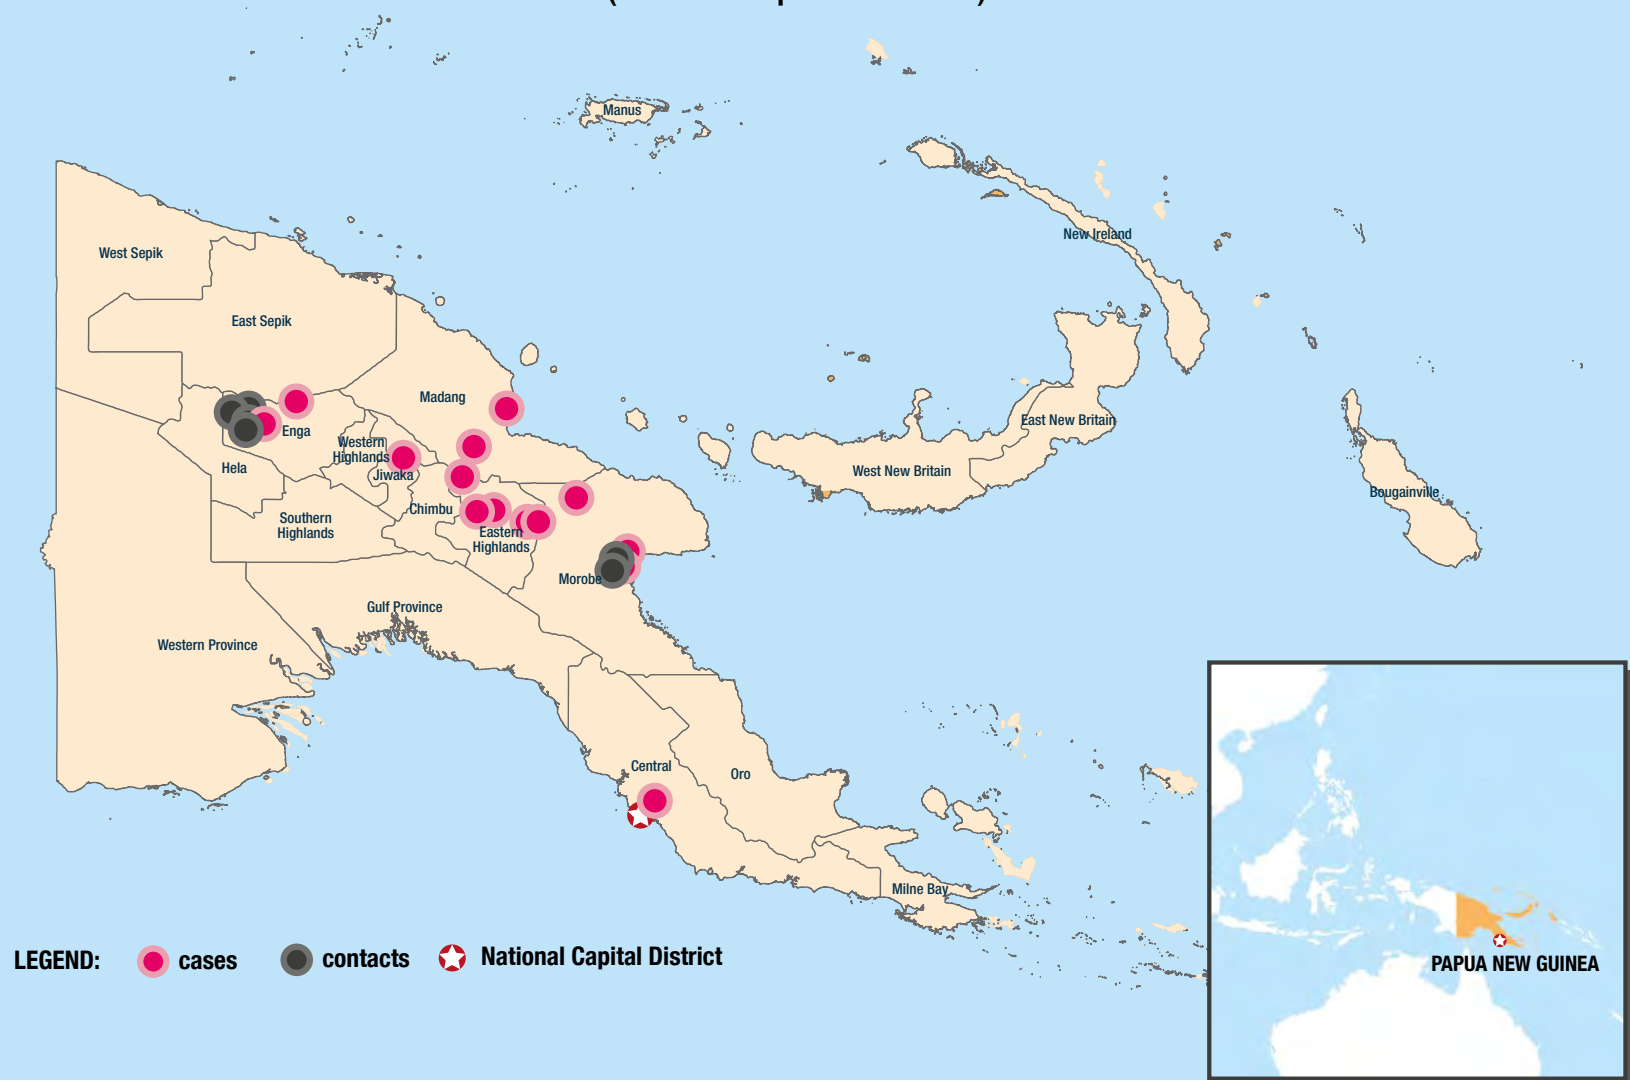 Manus
New Ireland
West Sepik
East Sepik
Madang
East New Britain
Enga
Western
Highlands
Hela
Jiwaka
West New Britain
Bougainville
Chimbu
Southern
Highlands
Eastern
Highlands
Morobe
Gulf Province
Western Province
Central
Oro
Milne Bay
LEGEND:
cases
contacts
National Capital District
PAPUA NEW GUINEA